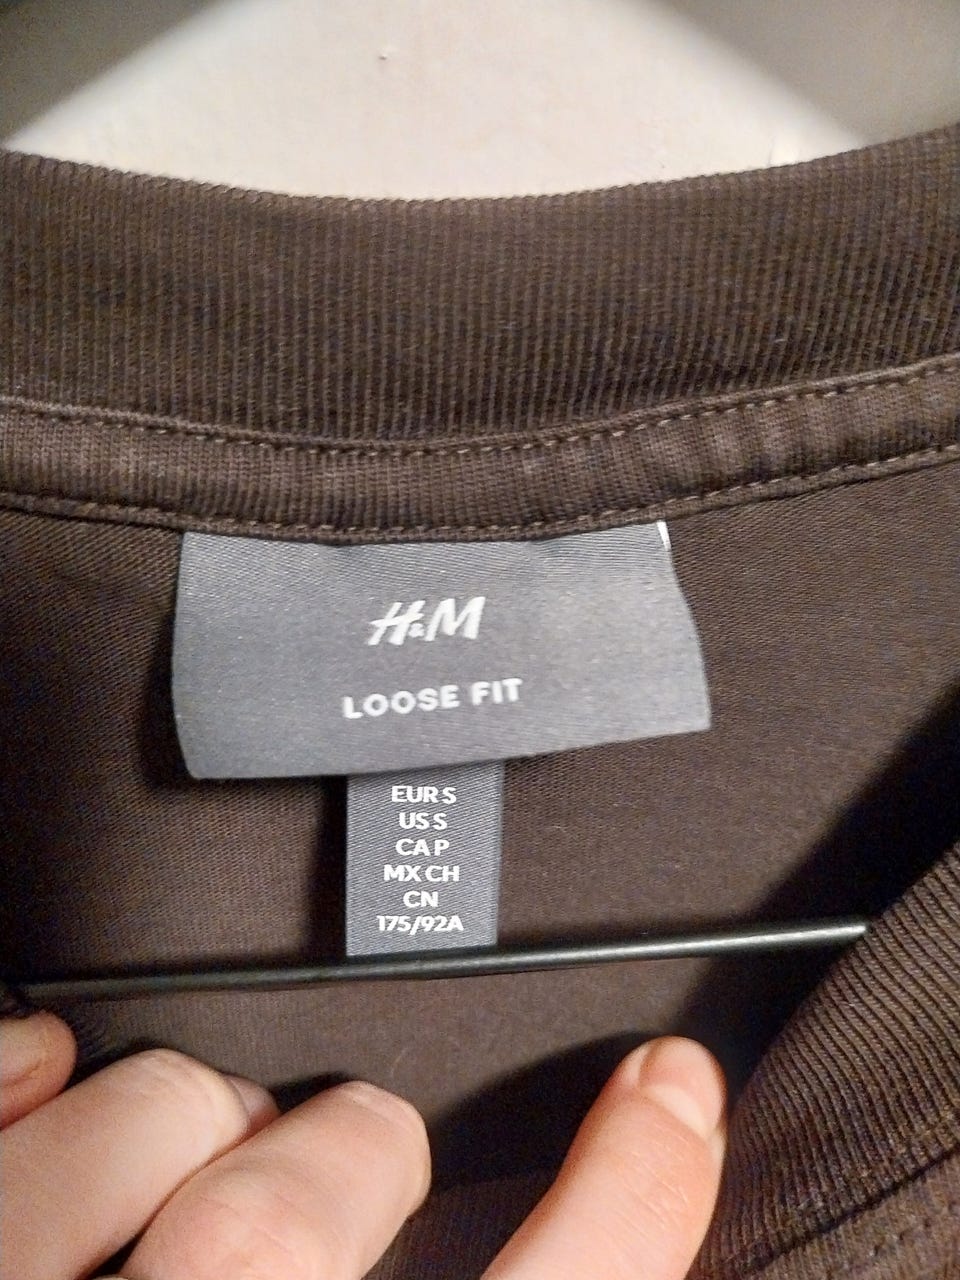 H&M
LOOSE FIT
EUR S
US S
CA P
MX CH
CN
175/92A